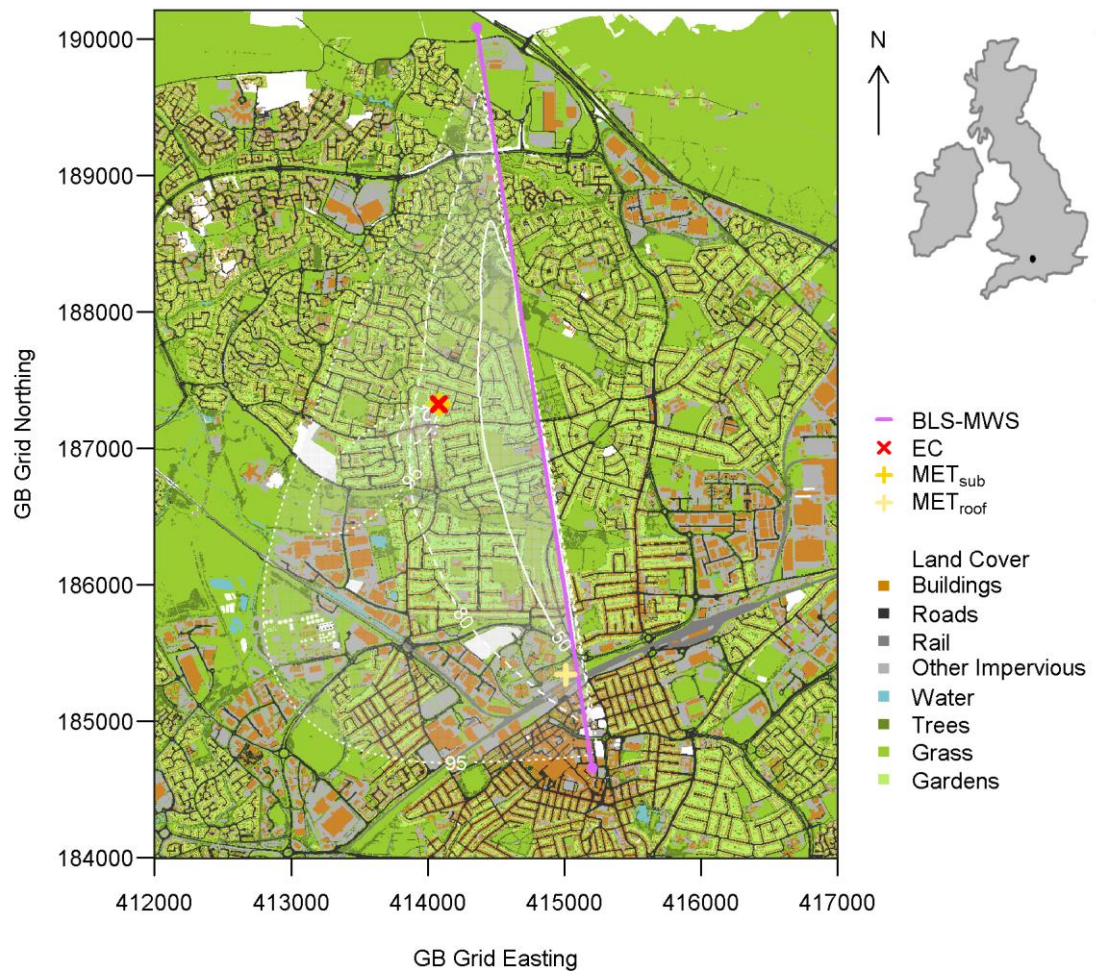 190000
189000
188000
187000
186000
185000
184000
GB Grid Northing
412000
413000
414000
415000
416000
417000
GB Grid Easting
95
80
50
95
N
BLS-MWS
EC
METsub
METroof
Land Cover
Buildings
Roads
Rail
Other Impervious
Water
Trees
Grass
Gardens